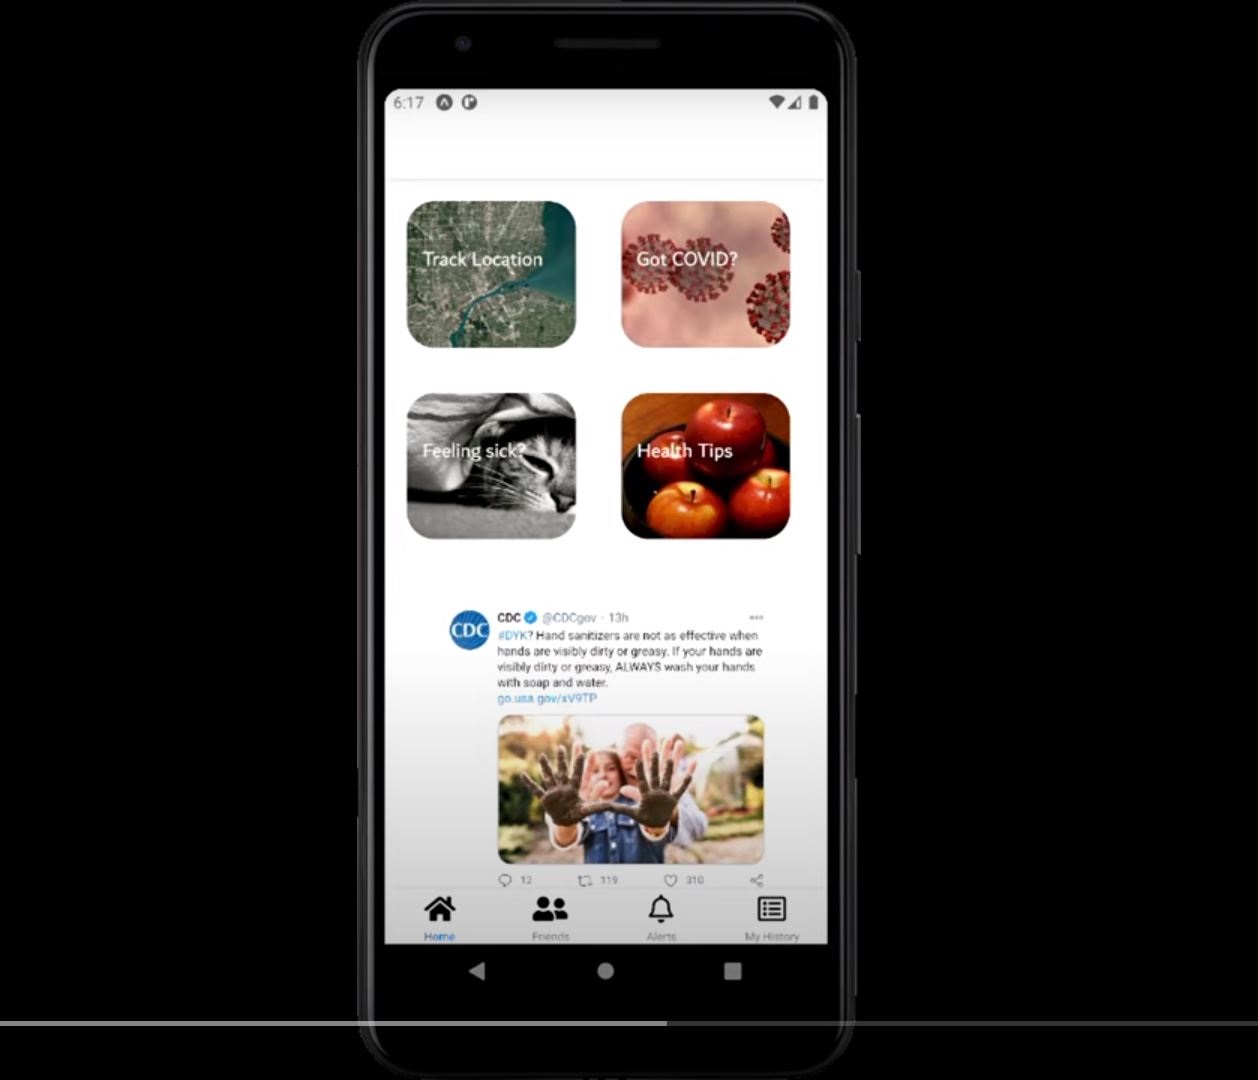 6:17
Track Location
Got COVID?
Feeling sick?
Health Tips
CDC
CDC @CDCgov · 13h
#DYK? Hand sanitizers are not as effective when
hands are visibly dirty or greasy. If your hands are
visibly dirty or greasy, ALWAYS wash your hands
with soap and water.
go.usa.gov/xV9TP
12 119 310
Home Friends Alerts My History